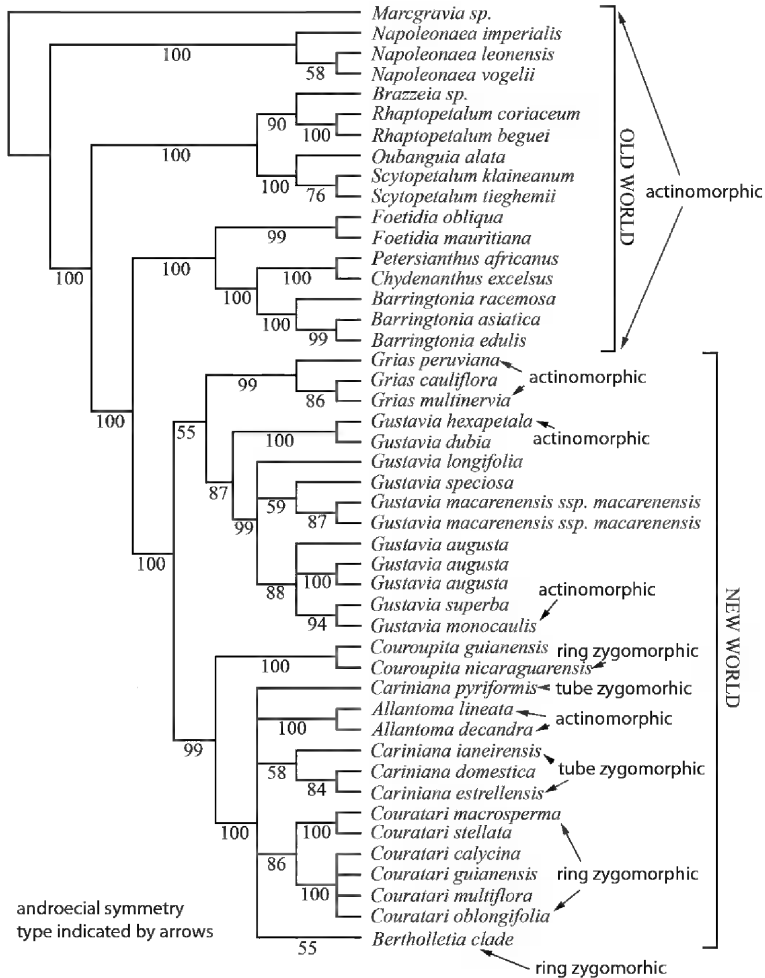 Marcgravia sp.
Napoleonaea imperialis
100
Napoleonaea leonensis
58
Napoleonaea vogelii
Brazzeia sp.
90
Rhaptopetalum coriaceum
100
Rhaptopetalum beguei
100
Oubanguia alata
100
Scytopetalum klaineanum
76
Scytopetalum tieghemii
OLD WORLD
actinomorphic
Foetidia obliqua
99
Foetidia mauritiana
100
100
Petersianthus africanus
100
Chydenanthus excelsus
100
Barringtonia racemosa
100
Barringtonia asiatica
99
Barringtonia edulis
Grias peruviana
actinomorphic
99
Grias cauliflora
86
Grias multinervia
100
55
Gustavia hexapetala
actinomorphic
100
Gustavia dubia
Gustavia longifolia
87
Gustavia speciosa
99
59
Gustavia macarenensis ssp. macarenensis
87
Gustavia macarenensis ssp. macarenensis
Gustavia augusta
100
Gustavia augusta
100
Gustavia augusta
88
actinomorphic
Gustavia superba
94
Gustavia monocaulis
NEW WORLD
Couroupita guianensis
ring zygomorphic
100
Couroupita nicaraguarensis
Cariniana pyriformis
tube zygomorhic
Allantoma lineata
actinomorphic
100
Allantoma decandra
99
Cariniana ianeirensis
tube zygomorphic
58
Cariniana domestica
84
Cariniana estrellensis
100
Couratari macrosperma
100
Couratari stellata
86
Couratari calycina
Couratari guianensis
ring zygomorphic
100
Couratari multiflora
Couratari oblongifolia
androecial symmetry
type indicated by arrows
Bertholletia clade
55
ring zygomorhic